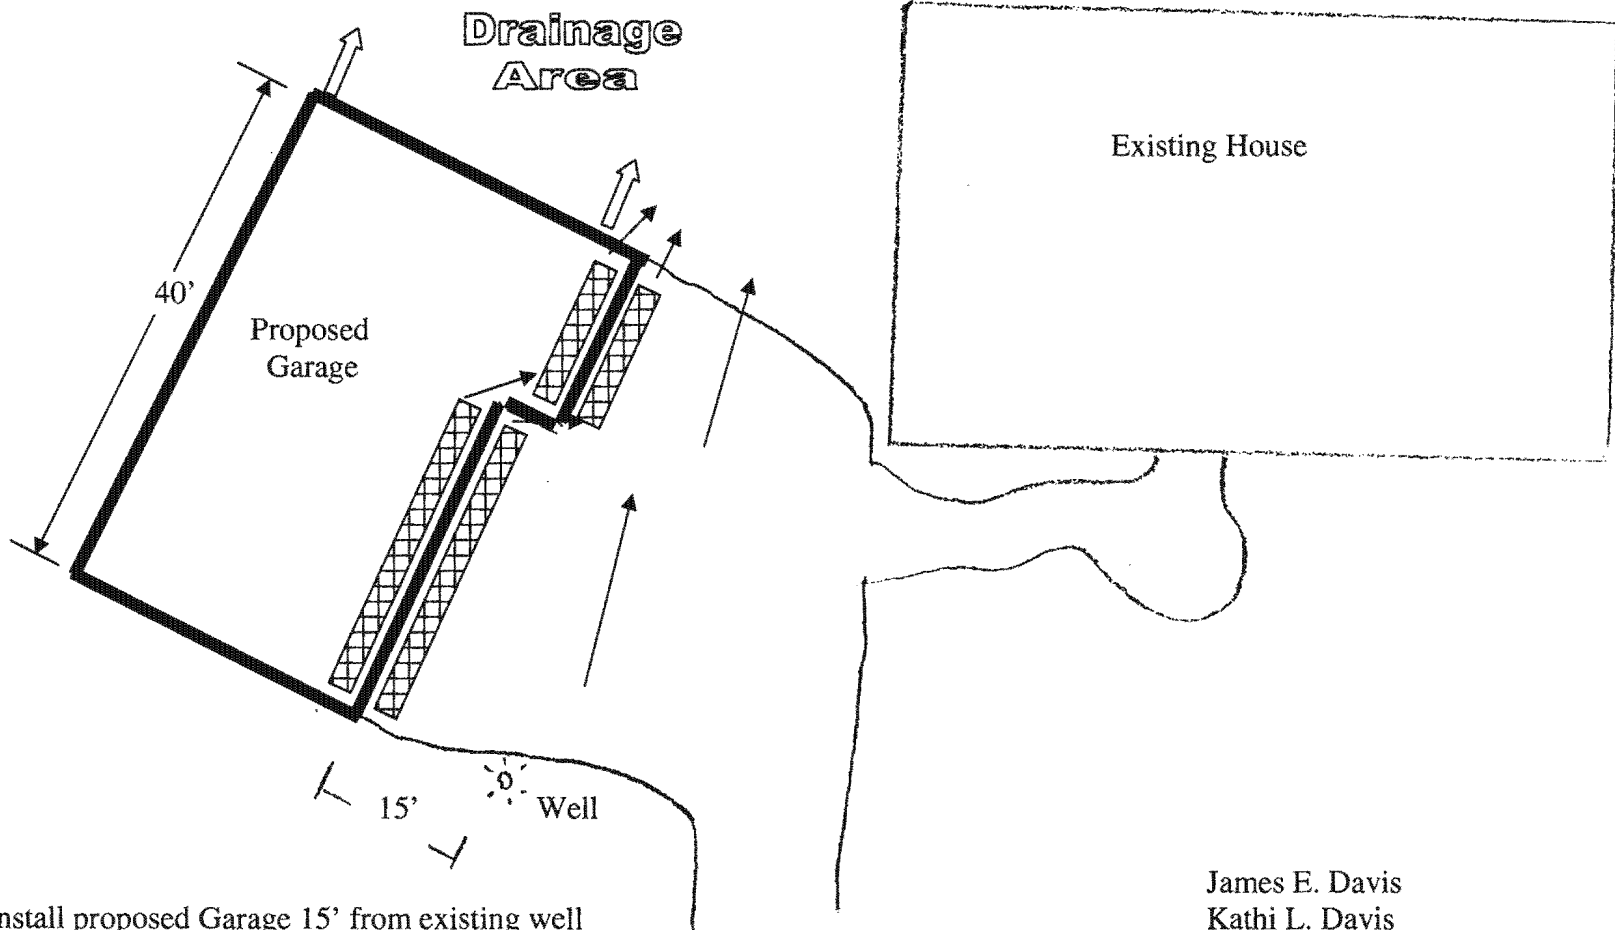 Drainage
Area
Existing House
40’
Proposed
Garage
15’
Well
nstall proposed Garage 15’ from existing well
James E. Davis
Kathi L. Davis